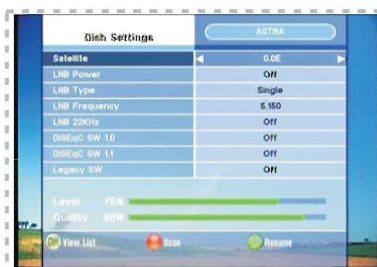 Dish Settings
ASTRA
Satellite 0.0E
LNB Power Off
LNB Type Single
LNB Frequency 5.150
LNB 22KHz Off
DISEqC SW 1.0 Off
DISEqC SW 1.1 Off
Legacy SW Off
Level 75%
Quality 88%
OK View List Scan Rename